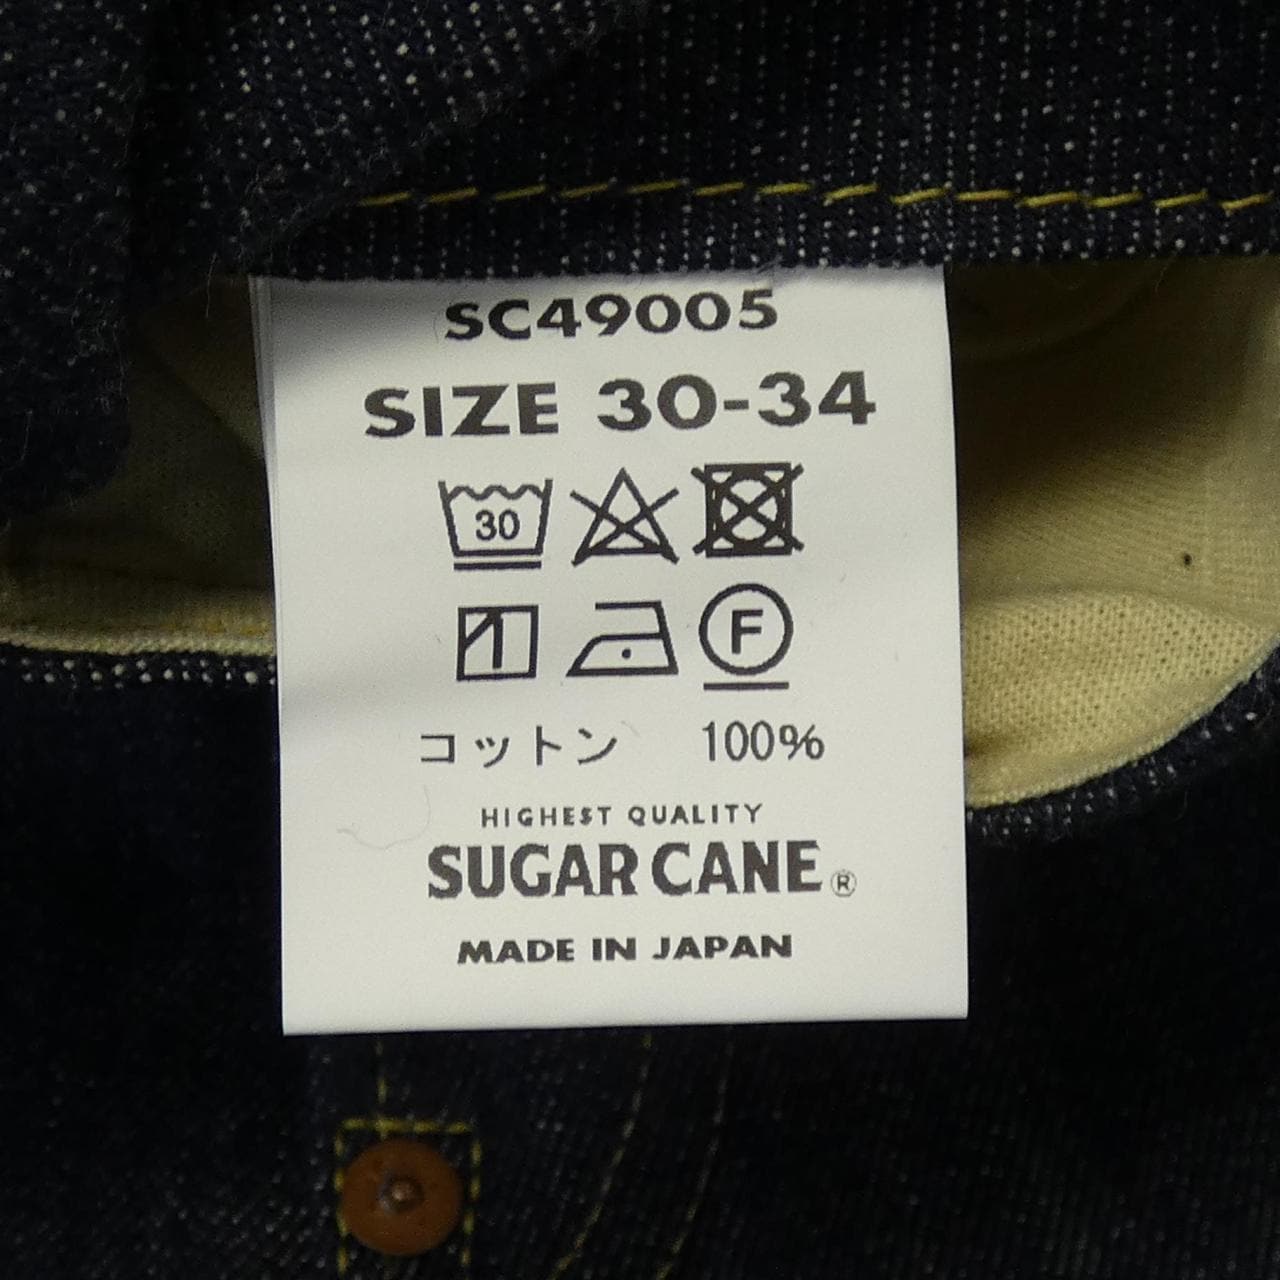 SC49005
SIZE 30-34
30
F
コットン 100%
HIGHEST QUALITY
SUGAR CANE ®
MADE IN JAPAN